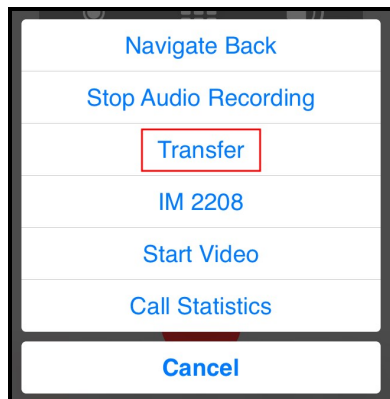 Navigate Back
Stop Audio Recording
Transfer
IM 2208
Start Video
Call Statistics
Cancel